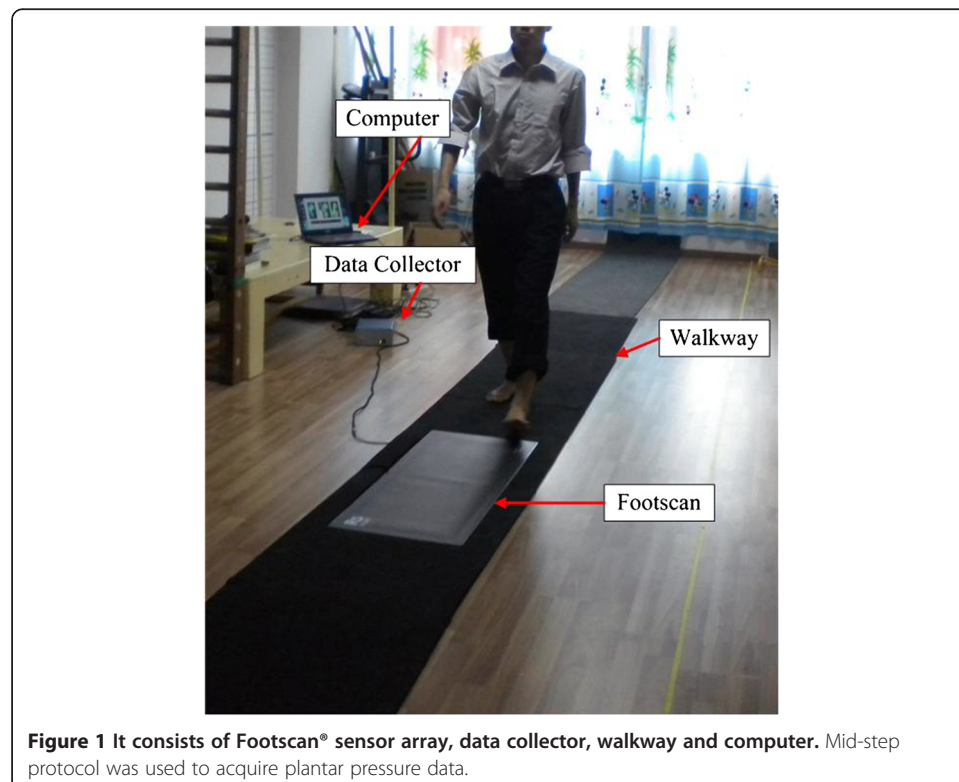 Computer
Data Collector
Walkway
Footscan
Figure 1 It consists of Footscan® sensor array, data collector, walkway and computer. Mid-step
protocol was used to acquire plantar pressure data.